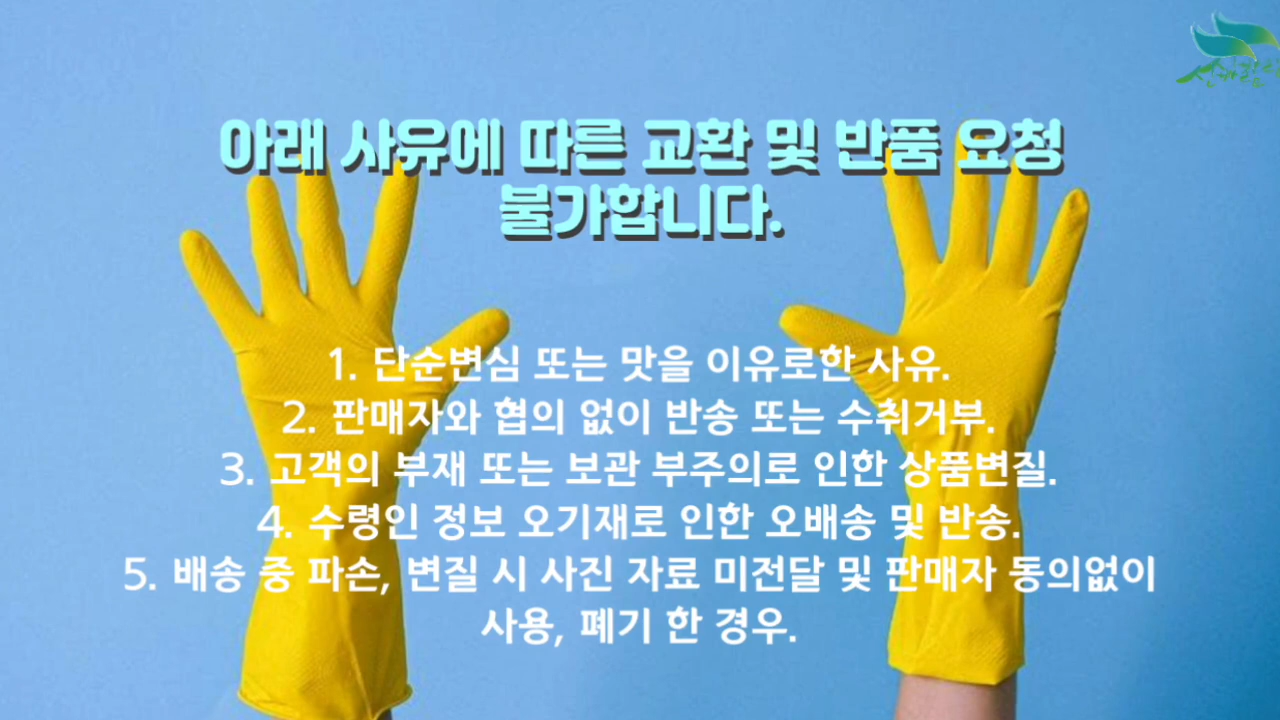 아래 사유에 따른 교환 및 반품 요청
불가합니다.
1. 단순변심 또는 맛을 이유로한 사유.
2. 판매자와 협의 없이 반송 또는 수취거부.
3. 고객의 부재 또는 보관 부주의로 인한 상품변질.
4. 수령인 정보 오기재로 인한 오배송 및 반송.
5. 배송 중 파손, 변질 시 사진 자료 미전달 및 판매자 동의없이
사용, 폐기 한 경우.